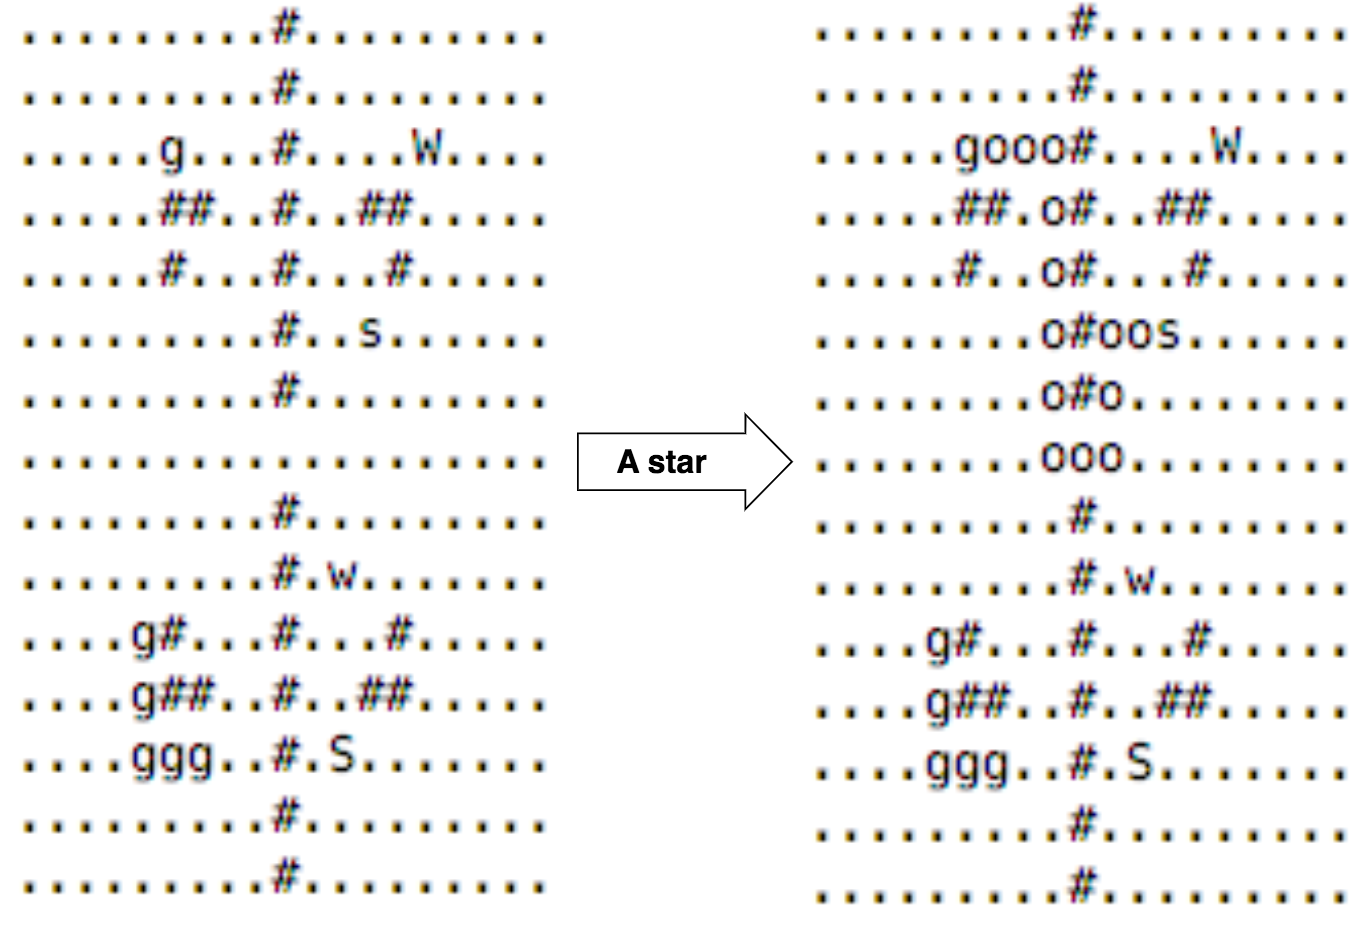 .........#.........
.........#.........
.....g...#....W....
.....##..#..##.....
.....#...#...#.....
.........#..s......
.........#.........
...................
.........#.........
.........#.w.......
....g#...#...#.....
....g##..#..##.....
....ggg..#.S.......
.........#.........
.........#.........
A star
.........#.........
.........#.........
.....gooo#....W....
.....##.o#..##.....
.....#..o#...#.....
........o#oos......
........o#o........
........ooo........
.........#.........
.........#.w.......
....g#...#...#.....
....g##..#..##.....
....ggg..#.S.......
.........#.........
.........#.........